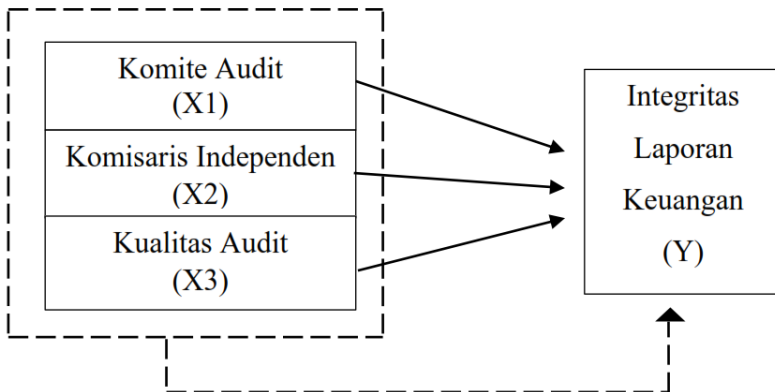 Komite Audit
(X1)
Komisaris Independen
(X2)
Kualitas Audit
(X3)
Integritas
Laporan
Keuangan
(Y)